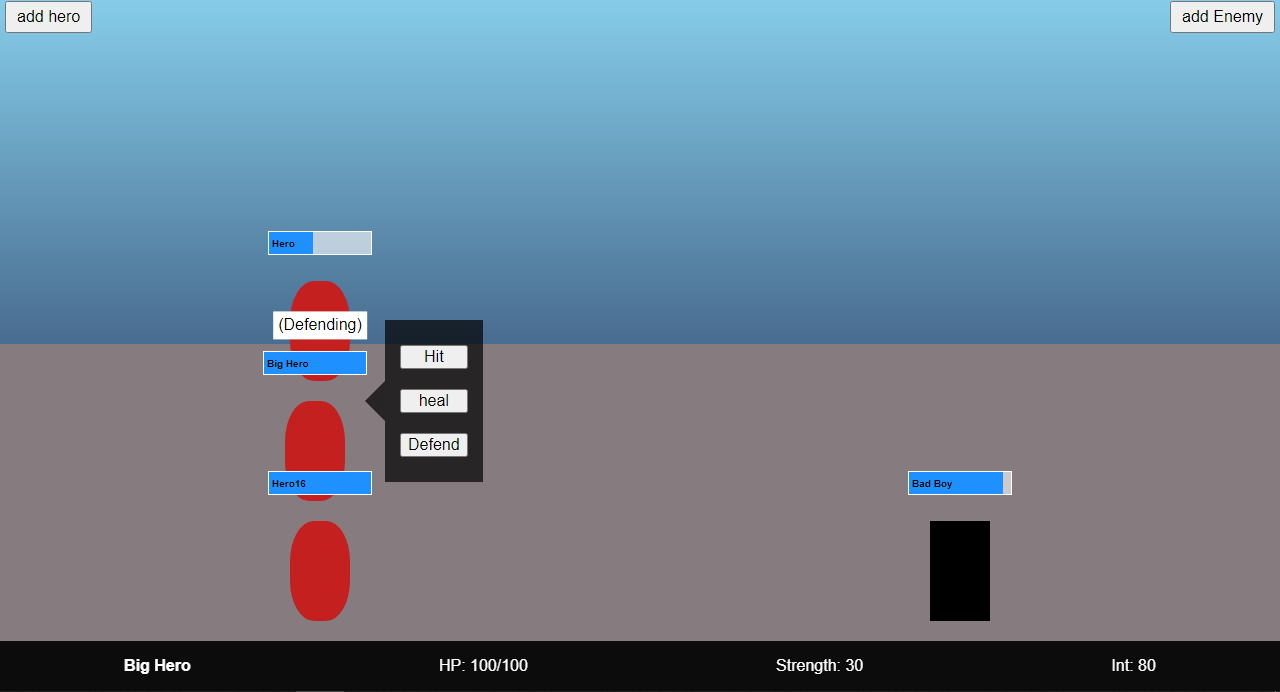 add hero
add Enemy
Hero
(Defending)
Big Hero
Hit
heal
Defend
Hero16
Bad Boy
Big Hero
HP: 100/100
Strength: 30
Int: 80